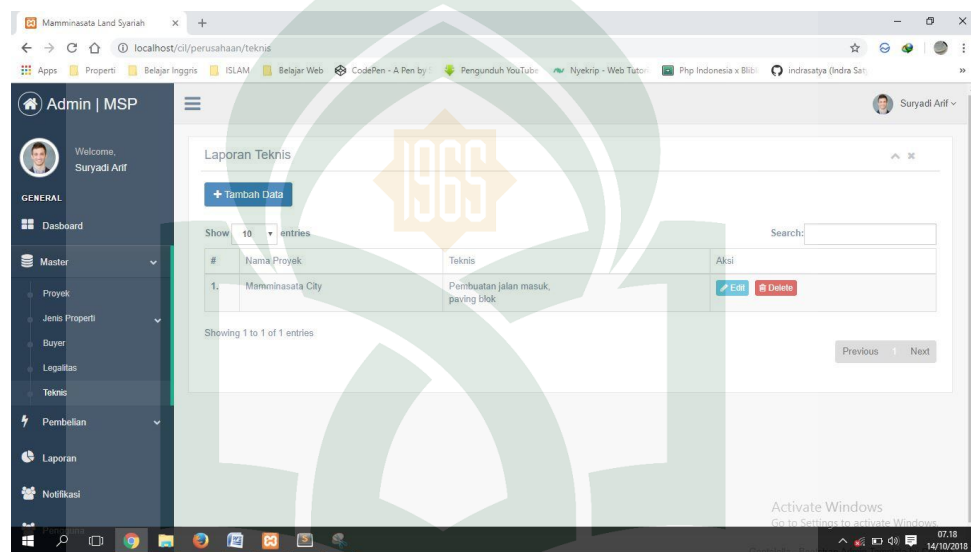 Mamminasata Land Syariah
localhost/cil/perusahaan/teknis
Apps Properti Belajar Inggris ISLAM Belajar Web CodePen - A Pen by Pengunduh YouTube Nyekrip - Web Tutor Php Indonesia x Blibl indrasatya (Indra Sat
Admin | MSP
Suryadi Arif
Welcome,
Suryadi Arif
GENERAL
Dasboard
Master
Proyek
Jenis Properti
Buyer
Legalitas
Teknis
Pembelian
Laporan
Notifikasi
Laporan Teknis
Tambah Data
Show 10 entries
Search:
# Nama Proyek Teknis Aksi
1. Mamminasata City Pembuatan jalan masuk, Edit Delete
paving blok
Showing 1 to 1 of 1 entries
Previous 1 Next
1965
Activate Windows
Go to Settings to activate Windows.
07.18
14/10/2018